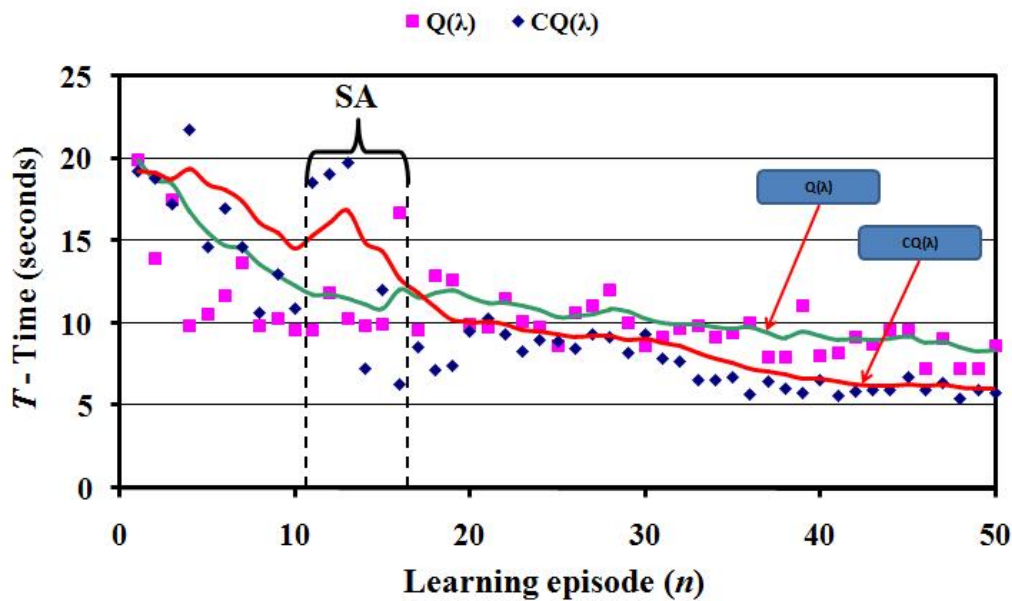 Q(λ) CQ(λ)
25
SA
20
Q(λ)
15
CQ(λ)
10
5
0
T - Time (seconds)
0 10 20 30 40 50
Learning episode (n)